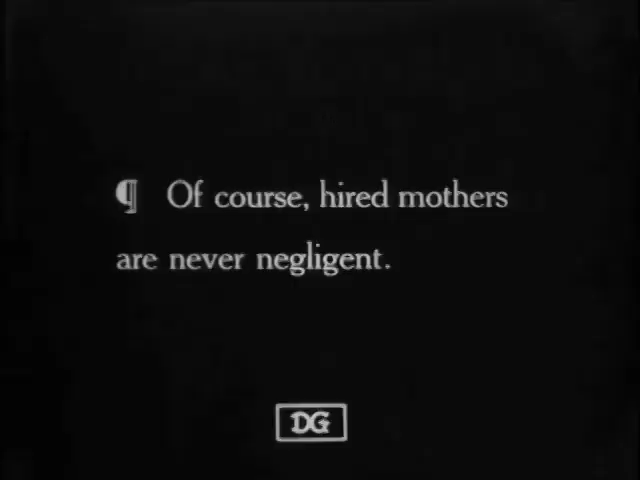 ¶ Of course, hired mothers
are never negligent.
DG